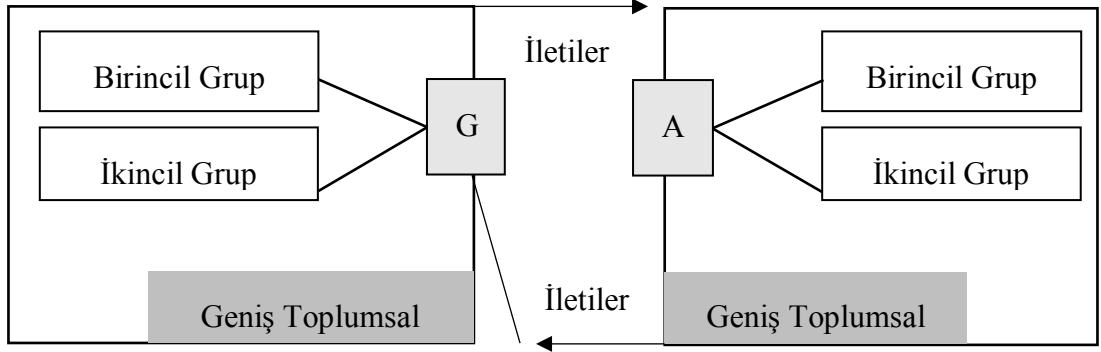 İletiler
Birincil Grup
Birincil Grup
G
A
İkincil Grup
İkincil Grup
İletiler
Geniş Toplumsal
Geniş Toplumsal